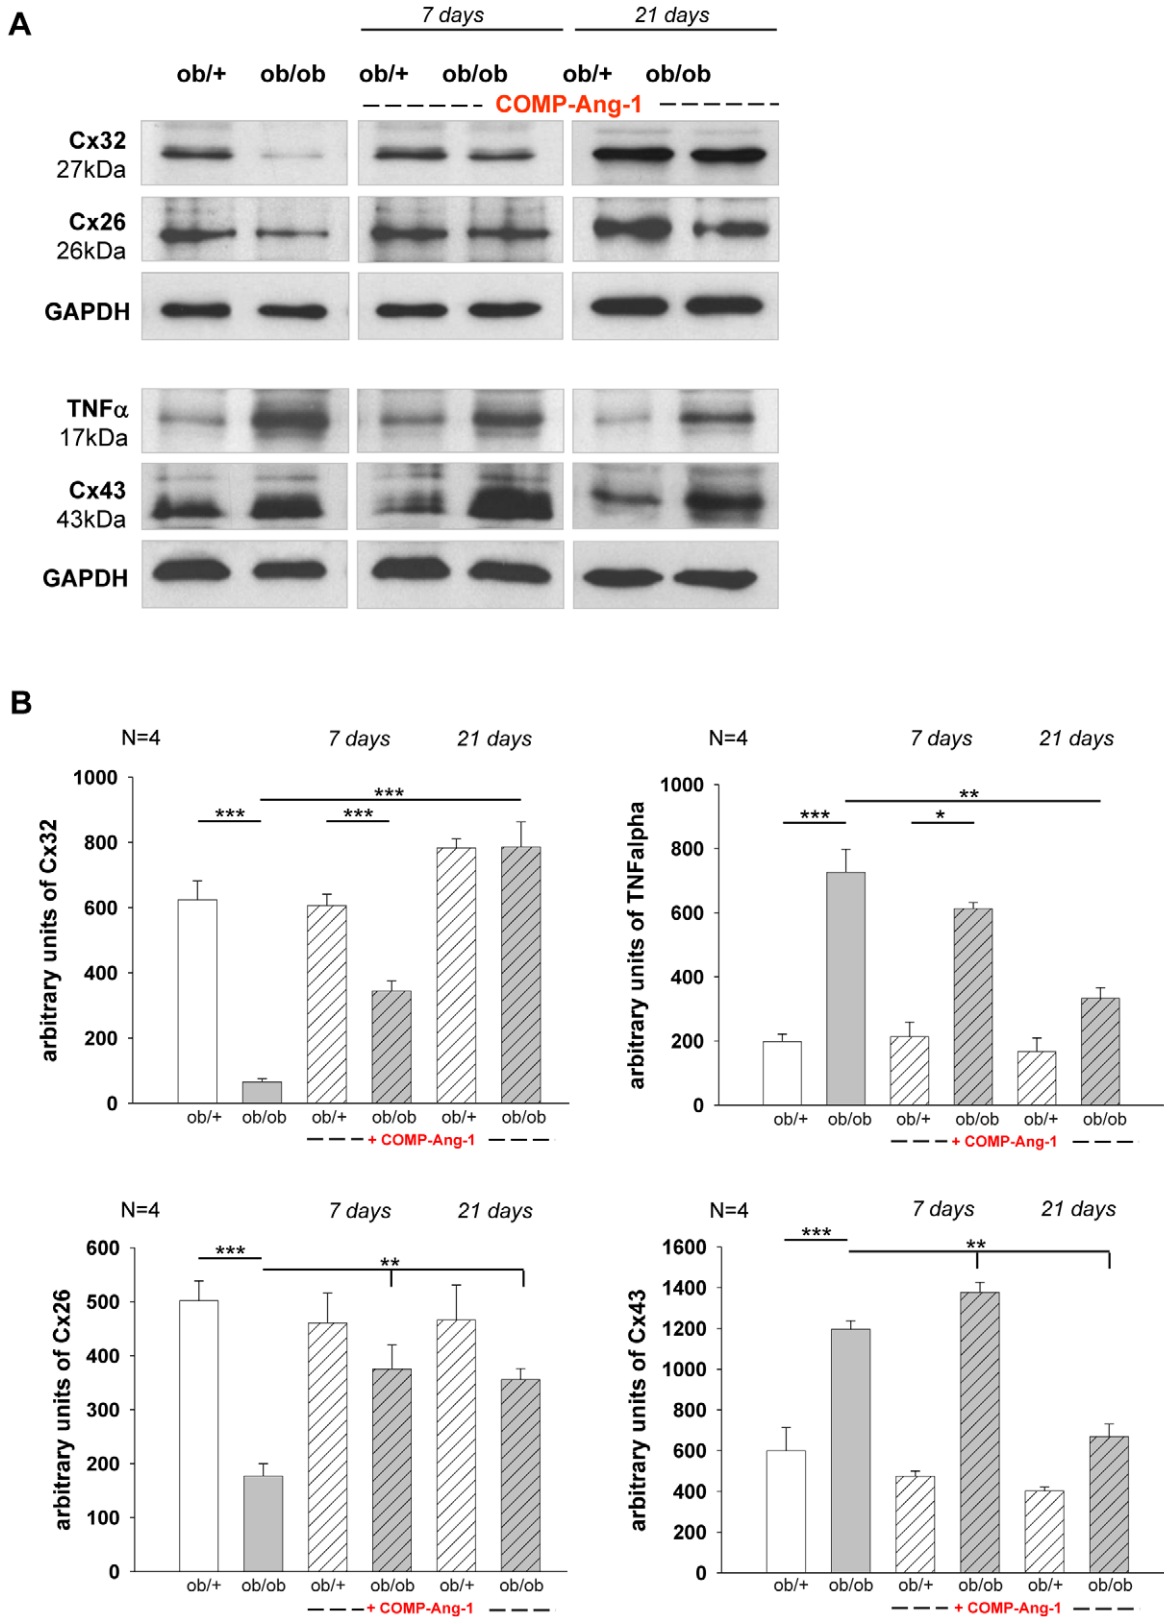 A
7 days 21 days
ob/+ ob/ob ob/+ ob/ob ob/+ ob/ob
COMP-Ang-1
Cx32
27kDa
Cx26
26kDa
GAPDH
TNFα
17kDa
Cx43
43kDa
GAPDH
B
N=4 7 days 21 days
arbitrary units of Cx32
1000
800
600
400
200
0
*** *** ***
ob/+ ob/ob ob/+ ob/ob ob/+ ob/ob
+ COMP-Ang-1
N=4 7 days 21 days
arbitrary units of TNFalpha
1000
800
600
400
200
0
*** * **
ob/+ ob/ob ob/+ ob/ob ob/+ ob/ob
+ COMP-Ang-1
N=4 7 days 21 days
arbitrary units of Cx26
600
500
400
300
200
100
0
*** **
ob/+ ob/ob ob/+ ob/ob ob/+ ob/ob
+ COMP-Ang-1
N=4 7 days 21 days
arbitrary units of Cx43
1600
1400
1200
1000
800
600
400
200
0
*** **
ob/+ ob/ob ob/+ ob/ob ob/+ ob/ob
+ COMP-Ang-1